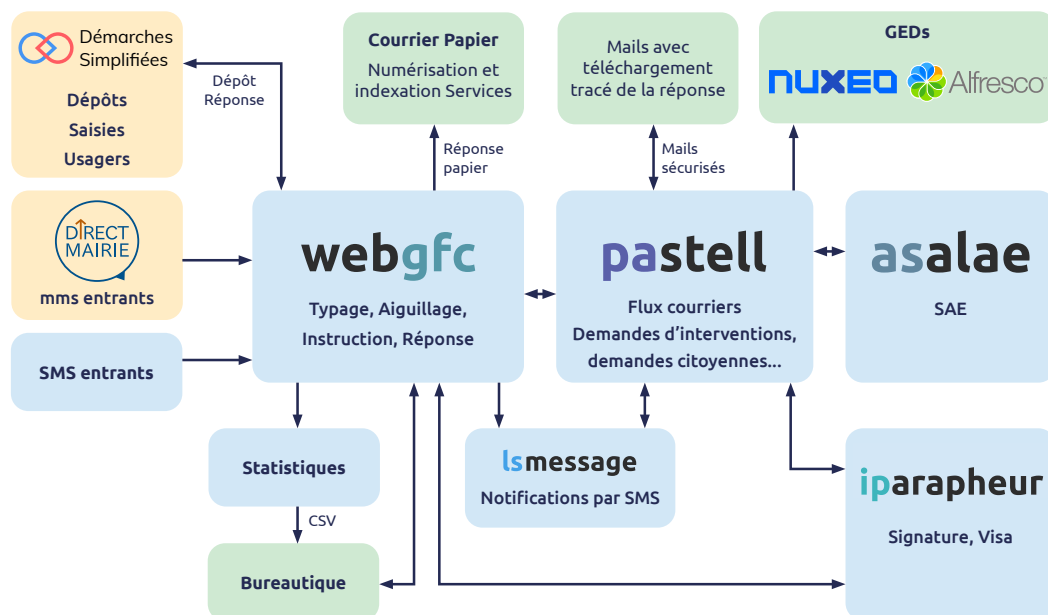 Démarches
Simplifiées
Dépôts
Saisies
Usagers
Dépôt
Réponse
Courrier Papier
Numérisation et
indexation Services
Mails avec
téléchargement
tracé de la réponse
GEDs
nuxeo
Alfresco™
Réponse
papier
Mails
sécurisés
DIRECT
MAIRIE
mms entrants
webgfc
Typage, Aiguillage,
Instruction, Réponse
pastell
Flux courriers
Demandes d’interventions,
demandes citoyennes...
asalae
SAE
SMS entrants
Statistiques
lsmessage
Notifications par SMS
iparapheur
Signature, Visa
CSV
Bureautique